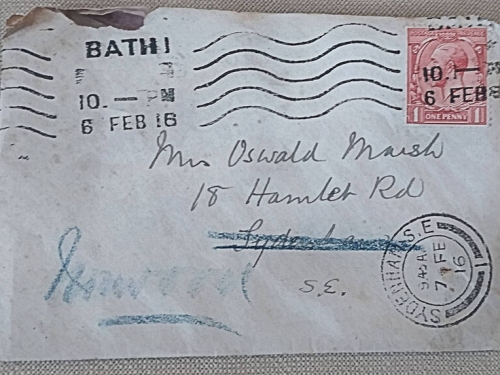 BATH
10. — PM
6 FEB 16
10. —
6 FEB
ONE PENNY
Mrs Oswald Marsh
18 Hamlet Rd
Sydenham
S.E.
SYDENHAM S.E
7 FE
16